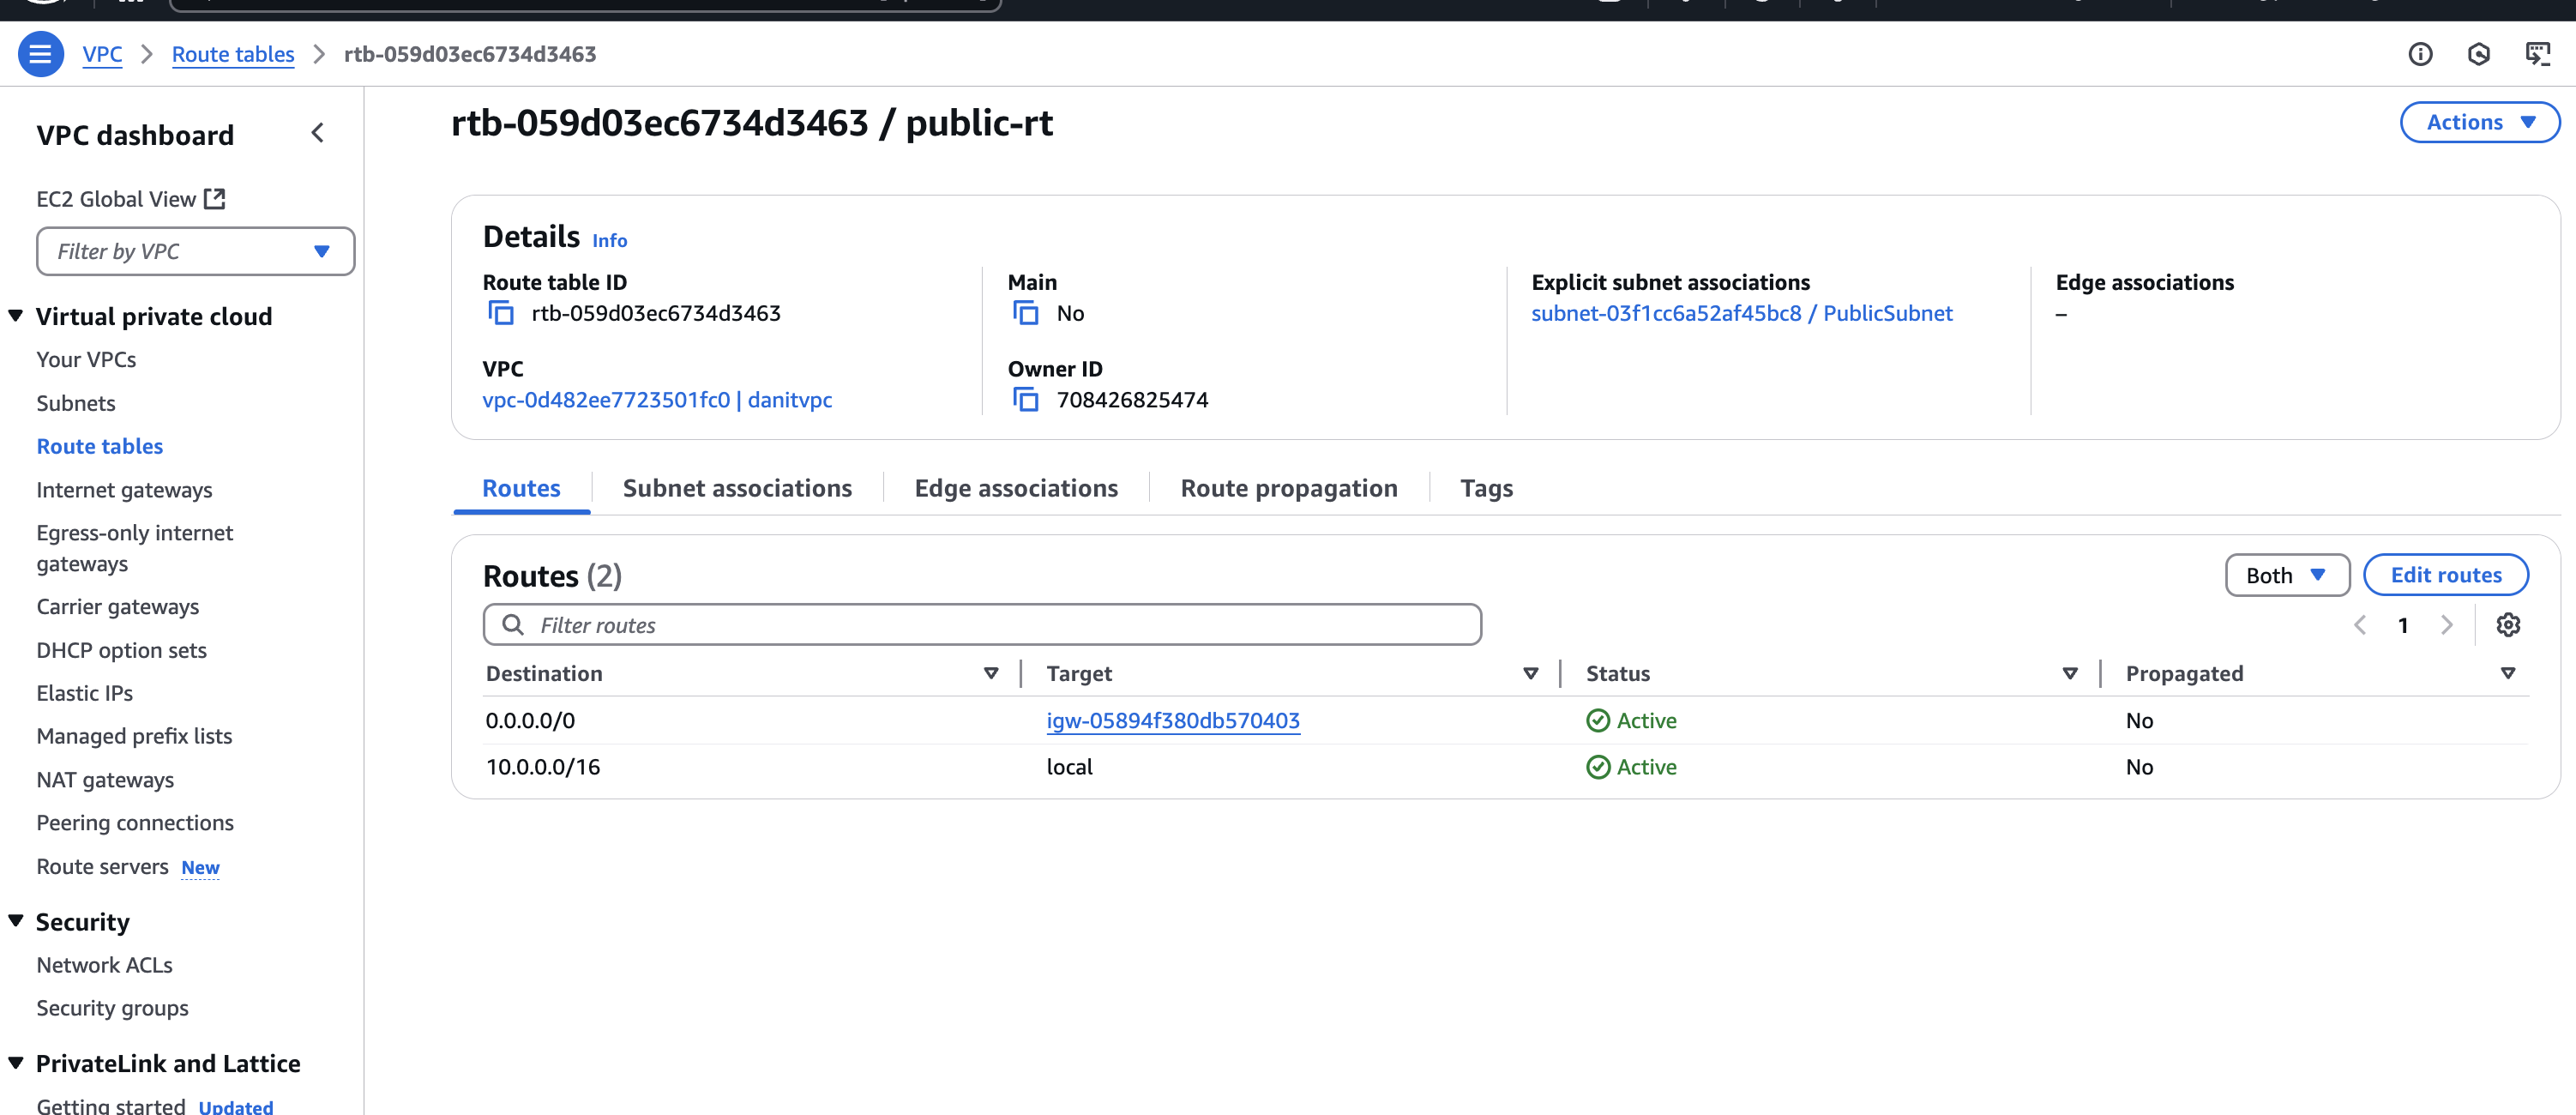 VPC > Route tables > rtb-059d03ec6734d3463
VPC dashboard
EC2 Global View
Filter by VPC
Virtual private cloud
Your VPCs
Subnets
Route tables
Internet gateways
Egress-only internet
gateways
Carrier gateways
DHCP option sets
Elastic IPs
Managed prefix lists
NAT gateways
Peering connections
Route servers New
Security
Network ACLs
Security groups
PrivateLink and Lattice
Getting started Updated
rtb-059d03ec6734d3463 / public-rt
Actions
Details Info
Route table ID
rtb-059d03ec6734d3463
Main
No
Explicit subnet associations
subnet-03f1cc6a52af45bc8 / PublicSubnet
Edge associations
–
VPC
vpc-0d482ee7723501fc0 | danitvpc
Owner ID
708426825474
Routes Subnet associations Edge associations Route propagation Tags
Routes (2)
Both Edit routes
Filter routes
1
Destination Target Status Propagated
0.0.0.0/0 igw-05894f380db570403 Active No
10.0.0.0/16 local Active No